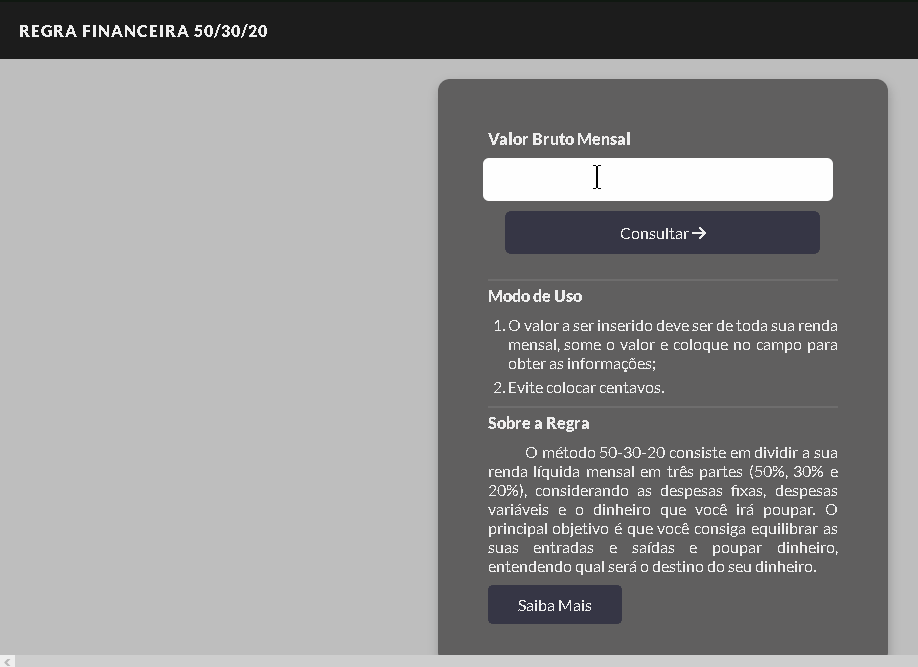 REGRA FINANCEIRA 50/30/20
Valor Bruto Mensal
Consultar
Modo de Uso
1. O valor a ser inserido deve ser de toda sua renda
mensal, some o valor e coloque no campo para
obter as informações;
2. Evite colocar centavos.
Sobre a Regra
O método 50-30-20 consiste em dividir a sua
renda líquida mensal em três partes (50%, 30% e
20%), considerando as despesas fixas, despesas
variáveis e o dinheiro que você irá poupar. O
principal objetivo é que você consiga equilibrar as
suas entradas e saídas e poupar dinheiro,
entendendo qual será o destino do seu dinheiro.
Saiba Mais